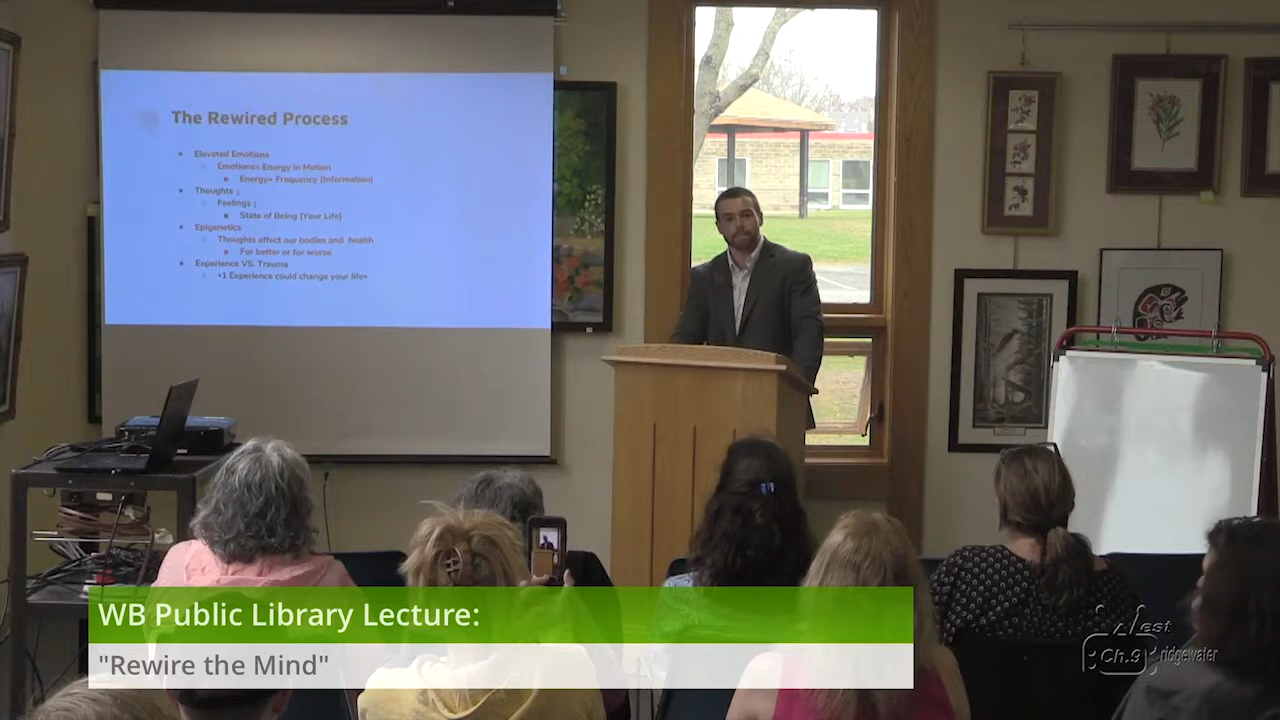 The Rewired Process
Elevated Emotions
Emotions= Energy In Motion
Energy= Frequency (Information)
Thoughts ↓
Feelings ↓
State of Being (Your Life)
Epigenetics
Thoughts affect our bodies and health
For better or for worse
Experience VS. Trauma
*1 Experience could change your life*
WB Public Library Lecture:
"Rewire the Mind"
West
Ch.9 Bridgewater